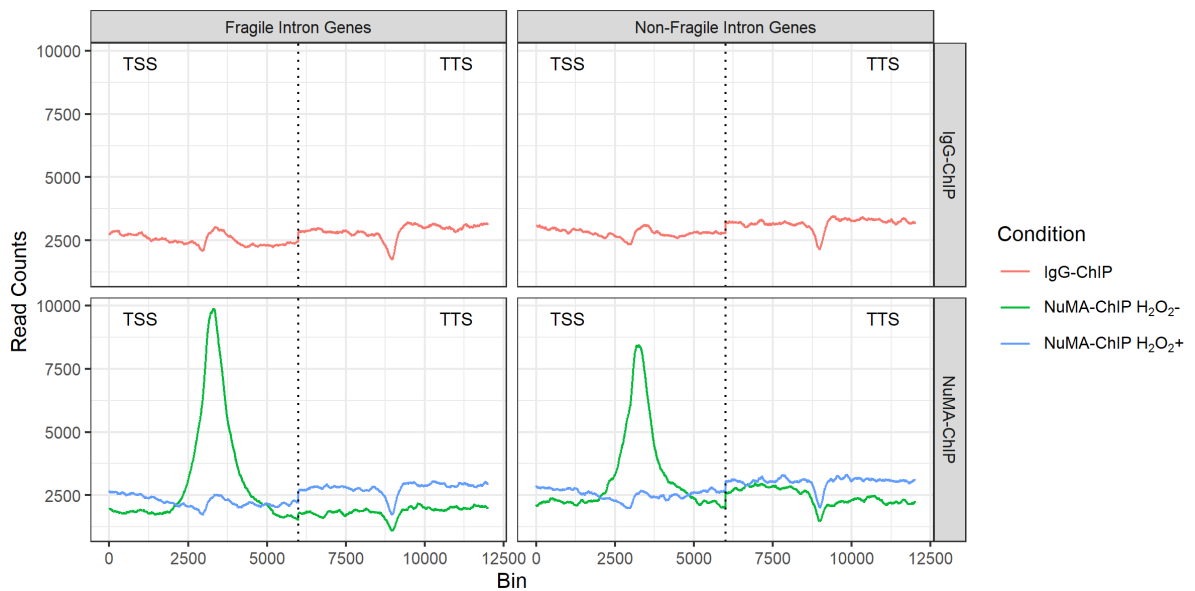 Fragile Intron Genes
Non-Fragile Intron Genes
10000
7500
5000
2500
TSS
TTS
TSS
TTS
IgG-ChIP
Read Counts
10000
7500
5000
2500
TSS
TTS
TSS
TTS
NuMA-ChIP
0
2500
5000
7500
10000
12500
0
2500
5000
7500
10000
12500
Bin
Condition
IgG-ChIP
NuMA-ChIP H₂O₂-
NuMA-ChIP H₂O₂+